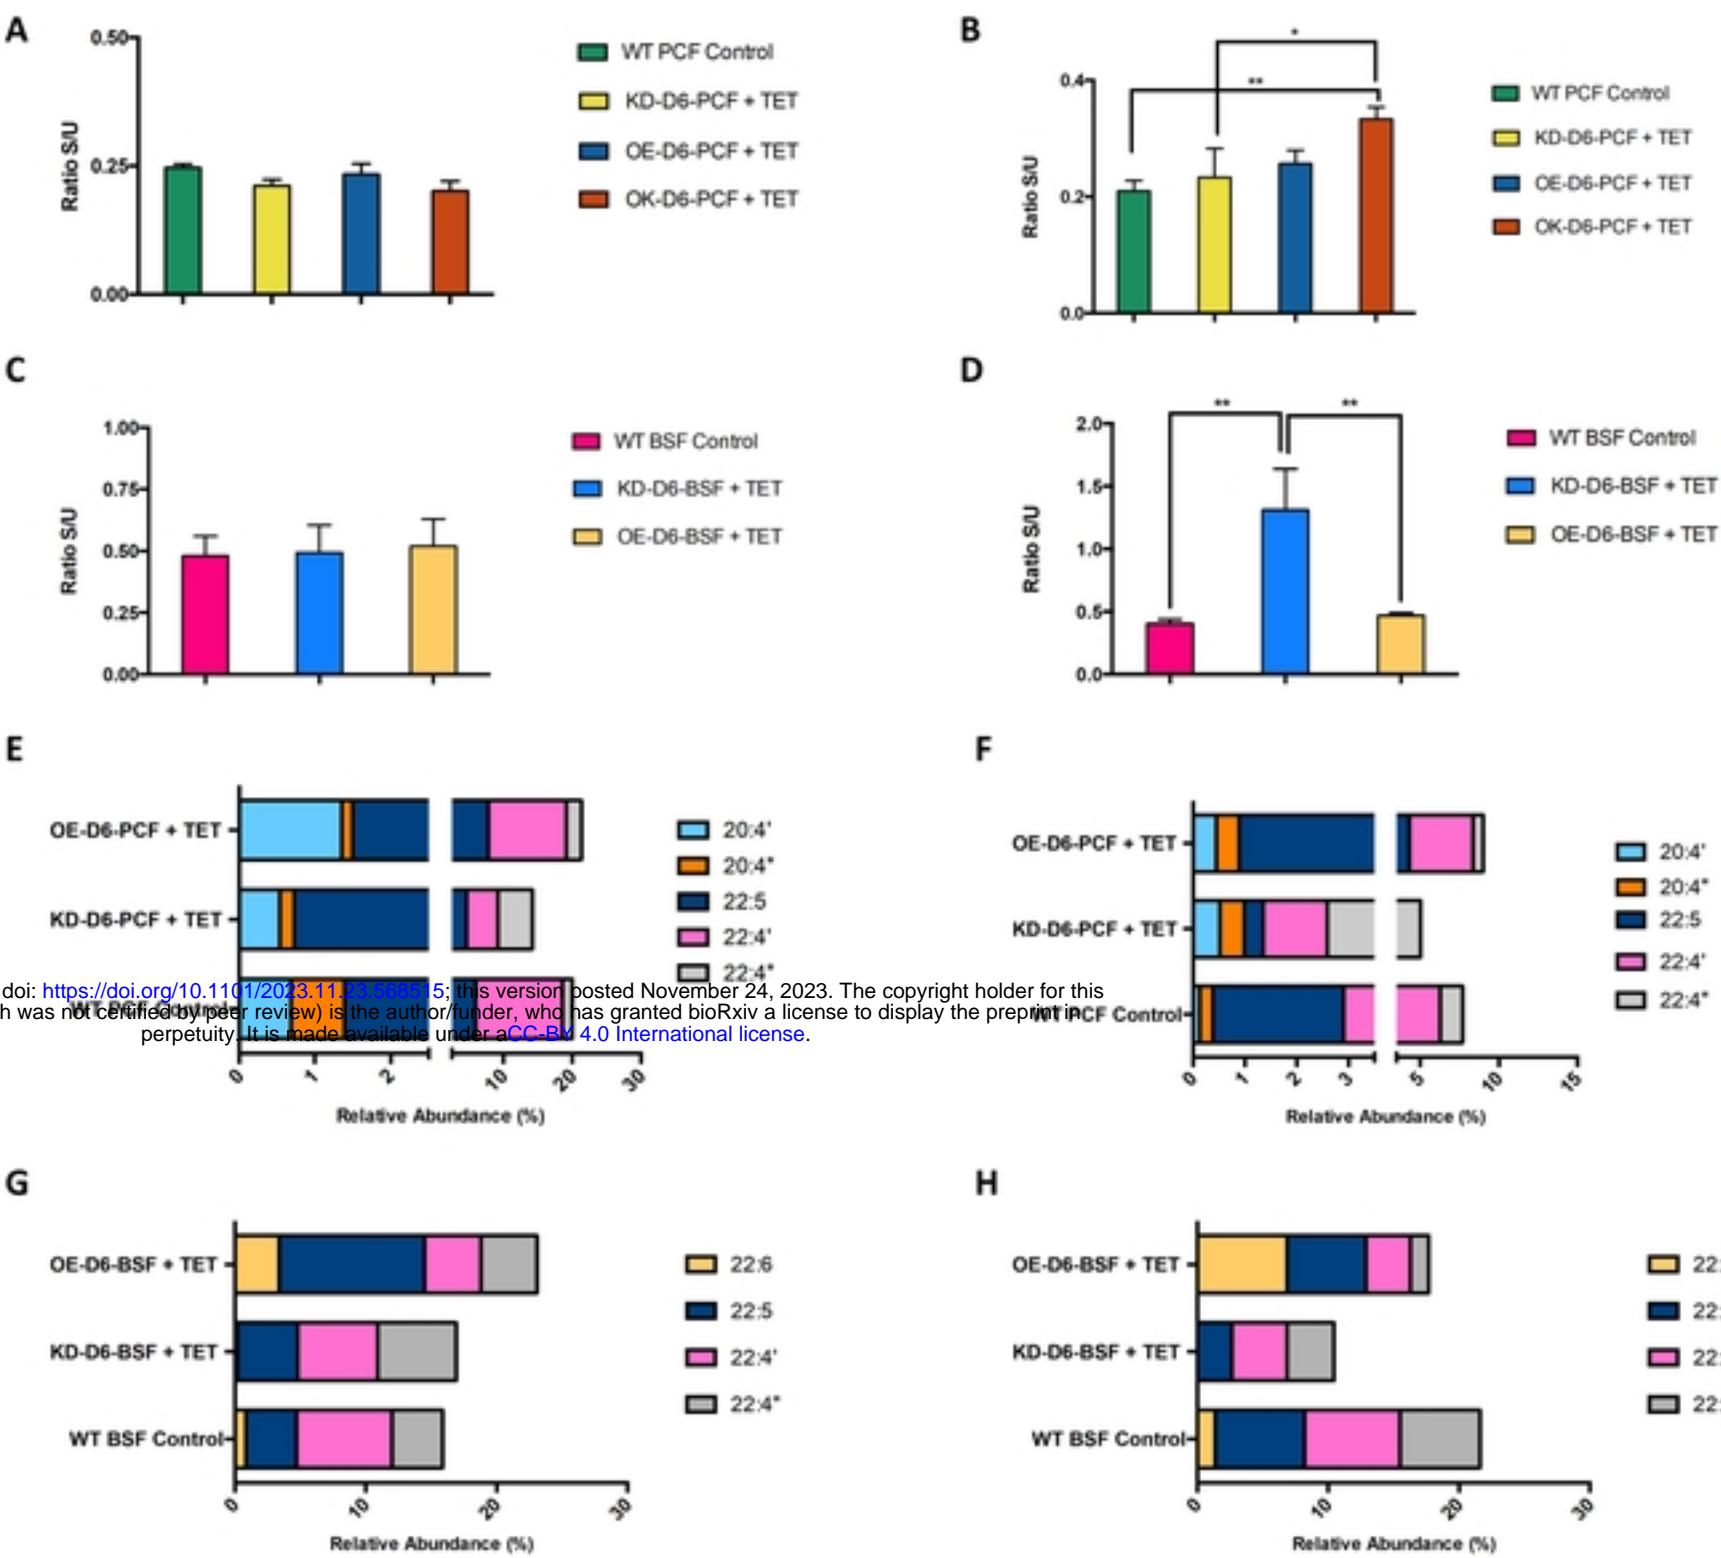 A
0.50
0.25
0.00
Ratio S/U
WT PCF Control
KD-D6-PCF + TET
OE-D6-PCF + TET
OK-D6-PCF + TET
B
*
**
0.4
0.2
0.0
Ratio S/U
WT PCF Control
KD-D6-PCF + TET
OE-D6-PCF + TET
OK-D6-PCF + TET
C
1.00
0.75
0.50
0.25
0.00
Ratio S/U
WT BSF Control
KD-D6-BSF + TET
OE-D6-BSF + TET
D
** **
2.0
1.5
1.0
0.5
0.0
Ratio S/U
WT BSF Control
KD-D6-BSF + TET
OE-D6-BSF + TET
E
OE-D6-PCF + TET
KD-D6-PCF + TET
WT PCF Control
20:4'
20:4"
22:5
22:4'
22:4"
0 1 2 10 20 30
Relative Abundance (%)
doi: https://doi.org/10.1101/2023.11.23.568515; this version posted November 24, 2023. The copyright holder for this
h was not certified by peer review) is the author/funder, who has granted bioRxiv a license to display the preprint in
perpetuity. It is made available under aCC-BY 4.0 International license.
F
OE-D6-PCF + TET
KD-D6-PCF + TET
WT PCF Control
20:4'
20:4"
22:5
22:4'
22:4"
0 1 2 3 5 10 15
Relative Abundance (%)
G
OE-D6-BSF + TET
KD-D6-BSF + TET
WT BSF Control
22:6
22:5
22:4'
22:4"
0 10 20 30
Relative Abundance (%)
H
OE-D6-BSF + TET
KD-D6-BSF + TET
WT BSF Control
22:
22:
22:
22:
0 10 20 30
Relative Abundance (%)